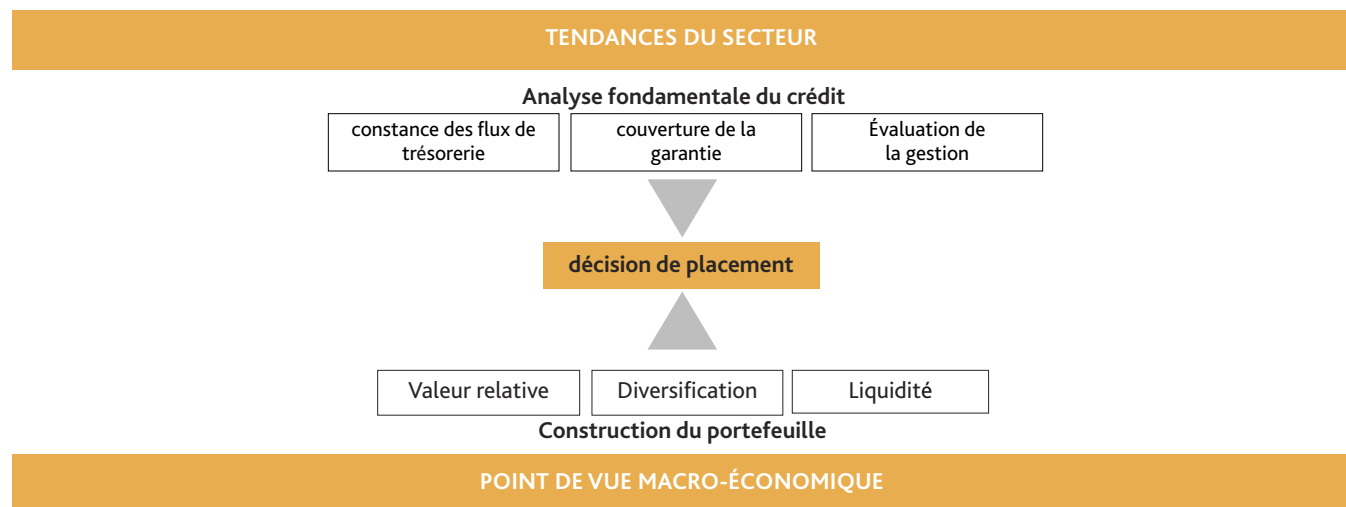 TENDANCES DU SECTEUR
Analyse fondamentale du crédit
constance des flux de
trésorerie
couverture de la
garantie
Évaluation de
la gestion
décision de placement
Valeur relative
Diversification
Liquidité
Construction du portefeuille
POINT DE VUE MACRO-ÉCONOMIQUE